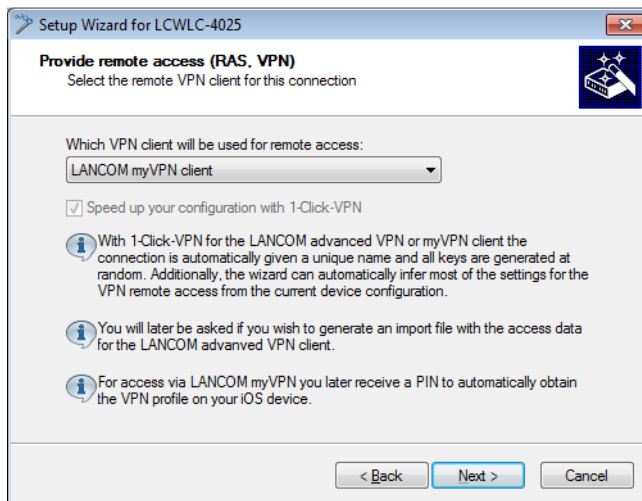 Setup Wizard for LCWLC-4025
Provide remote access (RAS, VPN)
Select the remote VPN client for this connection
Which VPN client will be used for remote access:
LANCOM myVPN client
Speed up your configuration with 1-Click-VPN
With 1-Click-VPN for the LANCOM advanced VPN or myVPN client the
connection is automatically given a unique name and all keys are generated at
random. Additionally, the wizard can automatically infer most of the settings for the
VPN remote access from the current device configuration.
You will later be asked if you wish to generate an import file with the access data
for the LANCOM advanved VPN client.
For access via LANCOM myVPN you later receive a PIN to automatically obtain
the VPN profile on your iOS device.
< Back Next > Cancel